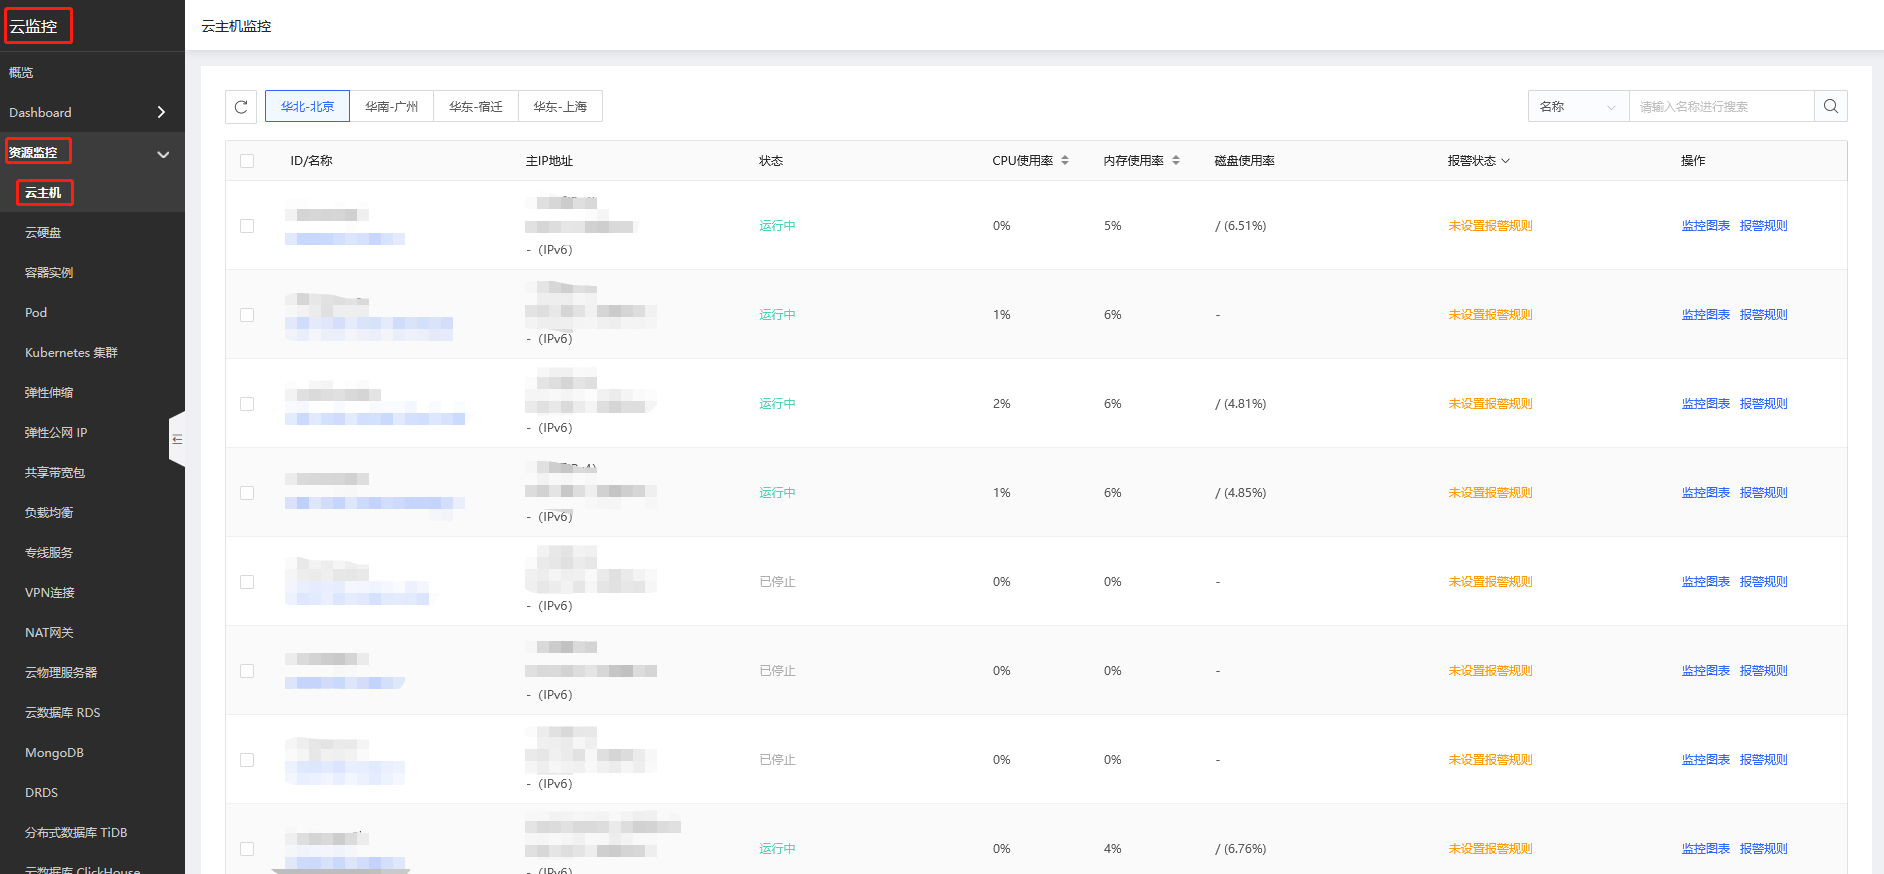 云监控
云主机监控
概览
Dashboard
资源监控
云主机
云硬盘
容器实例
Pod
Kubernetes 集群
弹性伸缩
弹性公网 IP
共享带宽包
负载均衡
专线服务
VPN连接
NAT网关
云物理服务器
云数据库 RDS
MongoDB
DRDS
分布式数据库 TiDB
云数据库 ClickHouse
华北-北京 华南-广州 华东-宿迁 华东-上海
名称 请输入名称进行搜索
ID/名称 主IP地址 状态 CPU使用率 内存使用率 磁盘使用率 报警状态 操作
运行中 0% 5% / (6.51%) 未设置报警规则 监控图表 报警规则
- (IPv6)
运行中 1% 6% - 未设置报警规则 监控图表 报警规则
- (IPv6)
运行中 2% 6% / (4.81%) 未设置报警规则 监控图表 报警规则
- (IPv6)
运行中 1% 6% / (4.85%) 未设置报警规则 监控图表 报警规则
- (IPv6)
已停止 0% 0% - 未设置报警规则 监控图表 报警规则
- (IPv6)
已停止 0% 0% - 未设置报警规则 监控图表 报警规则
- (IPv6)
已停止 0% 0% - 未设置报警规则 监控图表 报警规则
- (IPv6)
运行中 0% 4% / (6.76%) 未设置报警规则 监控图表 报警规则
- (IPv6)